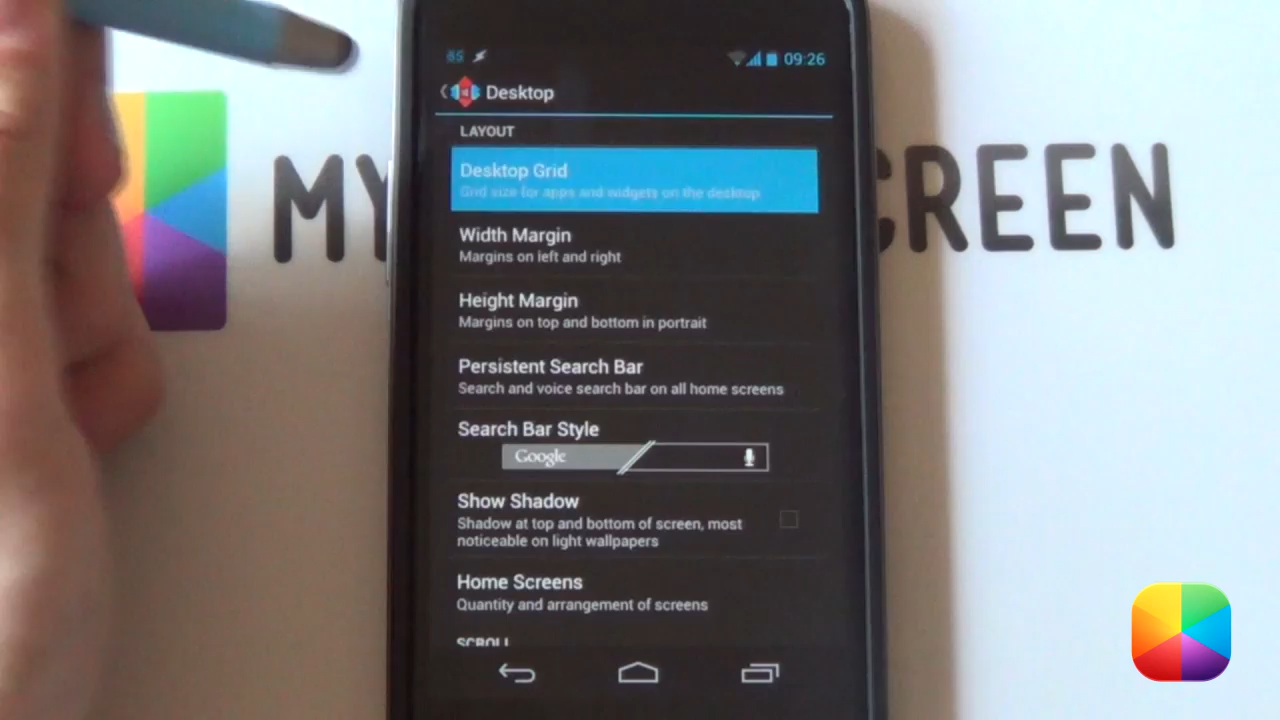 65 09:26
Desktop
LAYOUT
Desktop Grid
Grid size for apps and widgets on the desktop
MY CREEN
Width Margin
Margins on left and right
Height Margin
Margins on top and bottom in portrait
Persistent Search Bar
Search and voice search bar on all home screens
Search Bar Style
Google
Show Shadow
Shadow at top and bottom of screen, most
noticeable on light wallpapers
Home Screens
Quantity and arrangement of screens
SCROLL